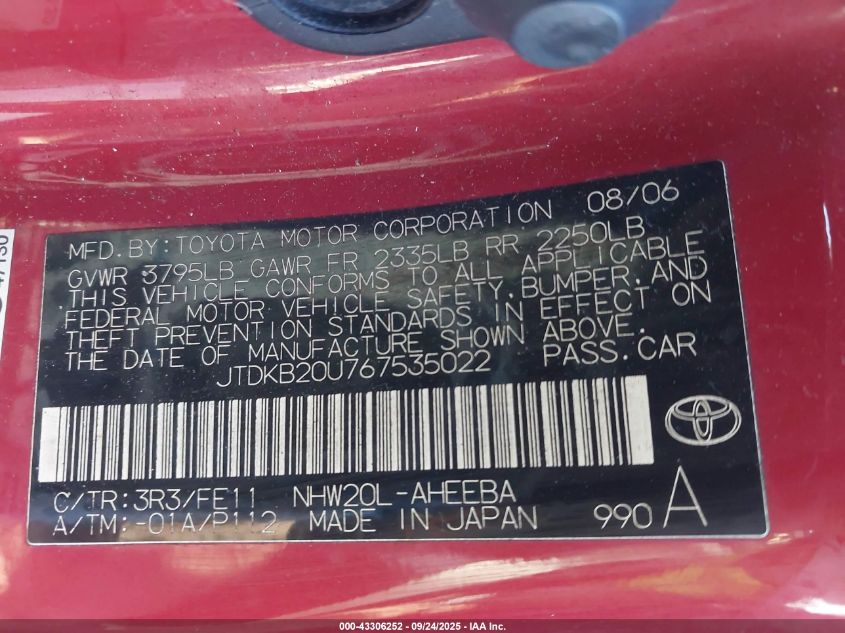 47130
08/06
MFD. BY: TOYOTA MOTOR CORPORATION
GVWR 3795LB GAWR FR 2335LB RR 2250LB
THIS VEHICLE CONFORMS TO ALL APPLICABLE
FEDERAL MOTOR VEHICLE SAFETY, BUMPER, AND
THEFT PREVENTION STANDARDS IN EFFECT ON
THE DATE OF MANUFACTURE SHOWN ABOVE.
JTDKB20U767535022 PASS. CAR
C/TR: 3R3/FE11 NHW20L-AHEEBA
A/TM: -01A/P112 MADE IN JAPAN 990 A
000-43306252 - 09/24/2025 - IAA Inc.